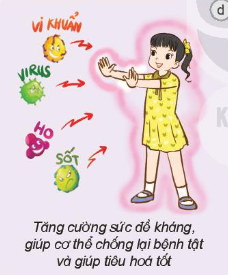 d
VI KHUẨN
VIRUS
HO
SỐT
K
Tăng cường sức đề kháng,
giúp cơ thể chống lại bệnh tật
và giúp tiêu hoá tốt